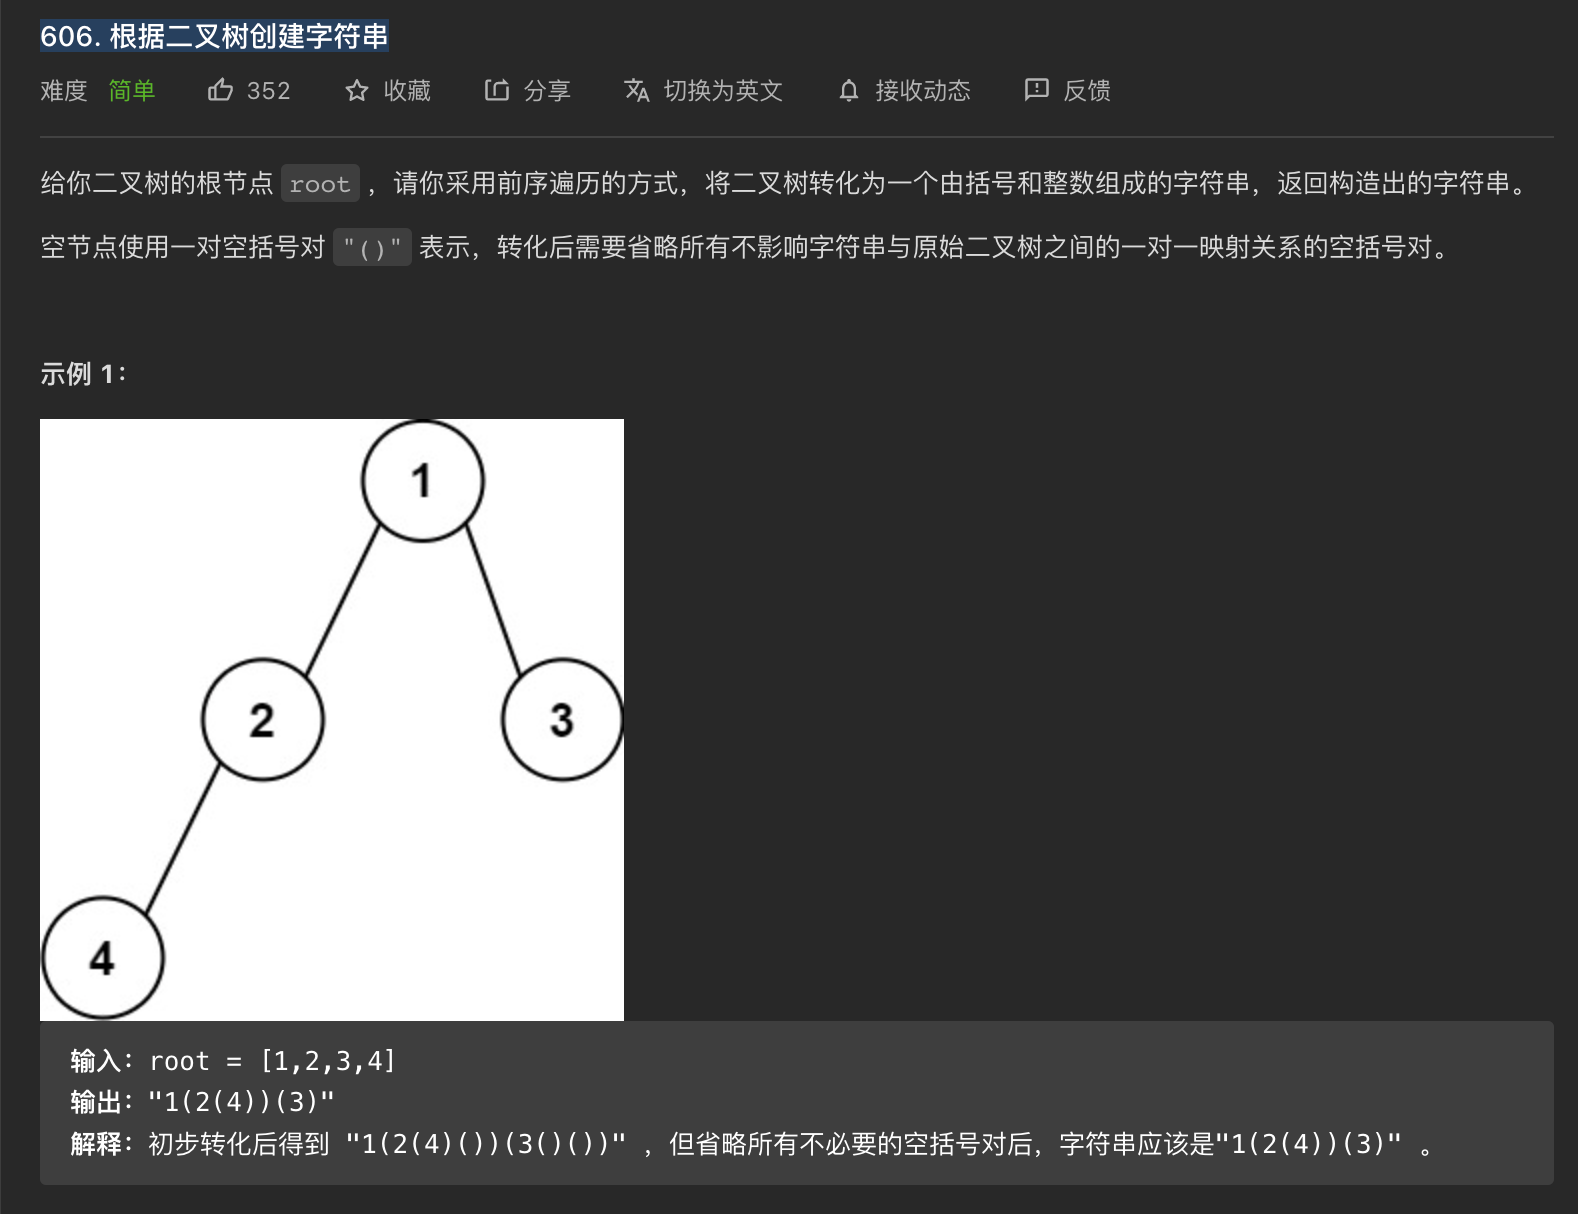 606. 根据二叉树创建字符串
难度 简单 352 收藏 分享 切换为英文 接收动态 反馈
给你二叉树的根节点 root ，请你采用前序遍历的方式，将二叉树转化为一个由括号和整数组成的字符串，返回构造出的字符串。
空节点使用一对空括号对 "()" 表示，转化后需要省略所有不影响字符串与原始二叉树之间的一对一映射关系的空括号对。
示例 1：
1
2 3
4
输入：root = [1,2,3,4]
输出："1(2(4))(3)"
解释：初步转化后得到 "1(2(4)())(3()())" ，但省略所有不必要的空括号对后，字符串应该是"1(2(4))(3)" 。